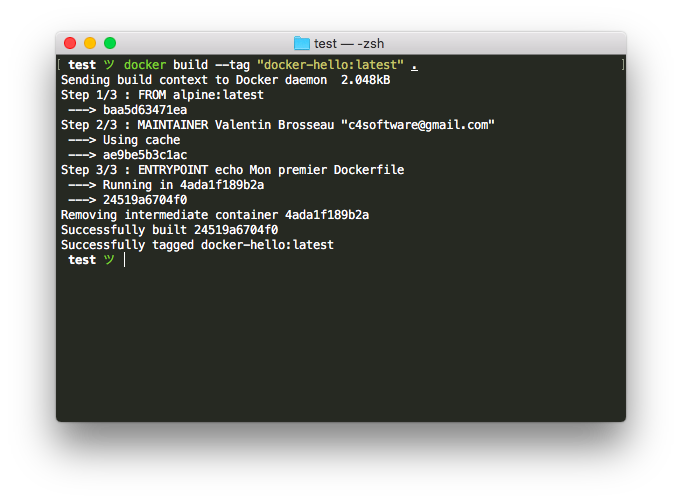 test — -zsh
[ test ツ docker build --tag "docker-hello:latest" . ]
Sending build context to Docker daemon  2.048kB
Step 1/3 : FROM alpine:latest
 ---> baa5d63471ea
Step 2/3 : MAINTAINER Valentin Brosseau "c4software@gmail.com"
 ---> Using cache
 ---> ae9be5b3c1ac
Step 3/3 : ENTRYPOINT echo Mon premier Dockerfile
 ---> Running in 4ada1f189b2a
 ---> 24519a6704f0
Removing intermediate container 4ada1f189b2a
Successfully built 24519a6704f0
Successfully tagged docker-hello:latest
 test ツ